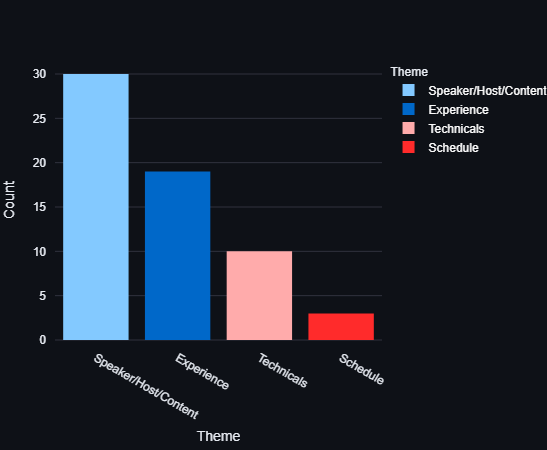 Theme
Speaker/Host/Content
Experience
Technicals
Schedule
Count
30
25
20
15
10
5
0
Speaker/Host/Content
Experience
Technicals
Schedule
Theme